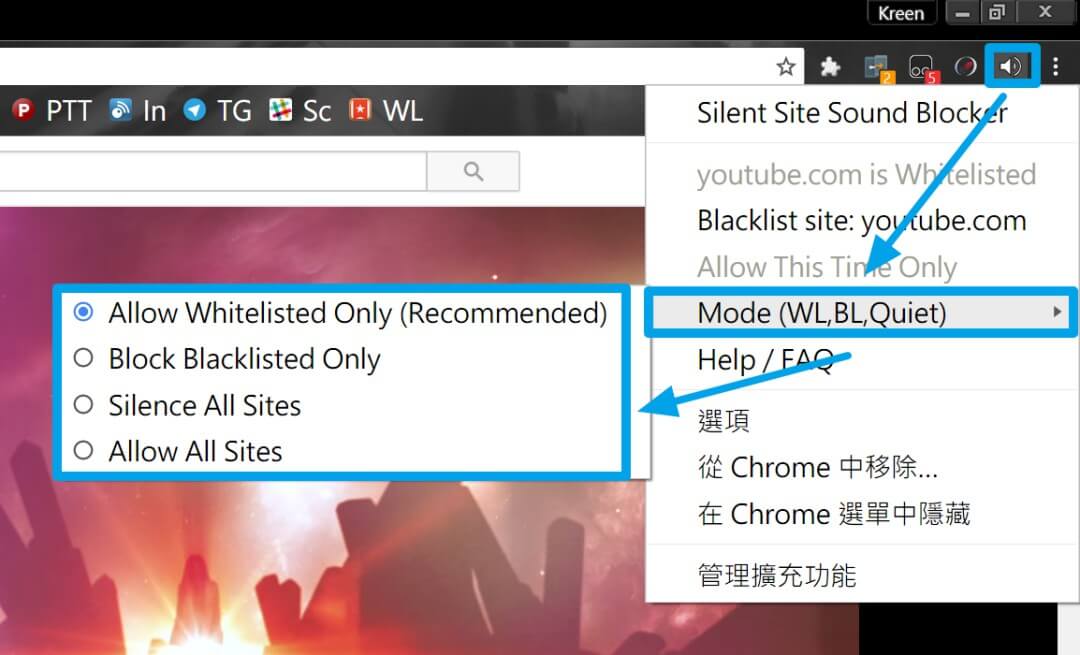 Kreen
2
5
PTT In TG Sc WL
Silent Site Sound Blocker
youtube.com is Whitelisted
Blacklist site: youtube.com
Allow This Time Only
Mode (WL,BL,Quiet)
Help / FAQ
選項
從 Chrome 中移除...
在 Chrome 選單中隱藏
管理擴充功能
Allow Whitelisted Only (Recommended)
Block Blacklisted Only
Silence All Sites
Allow All Sites